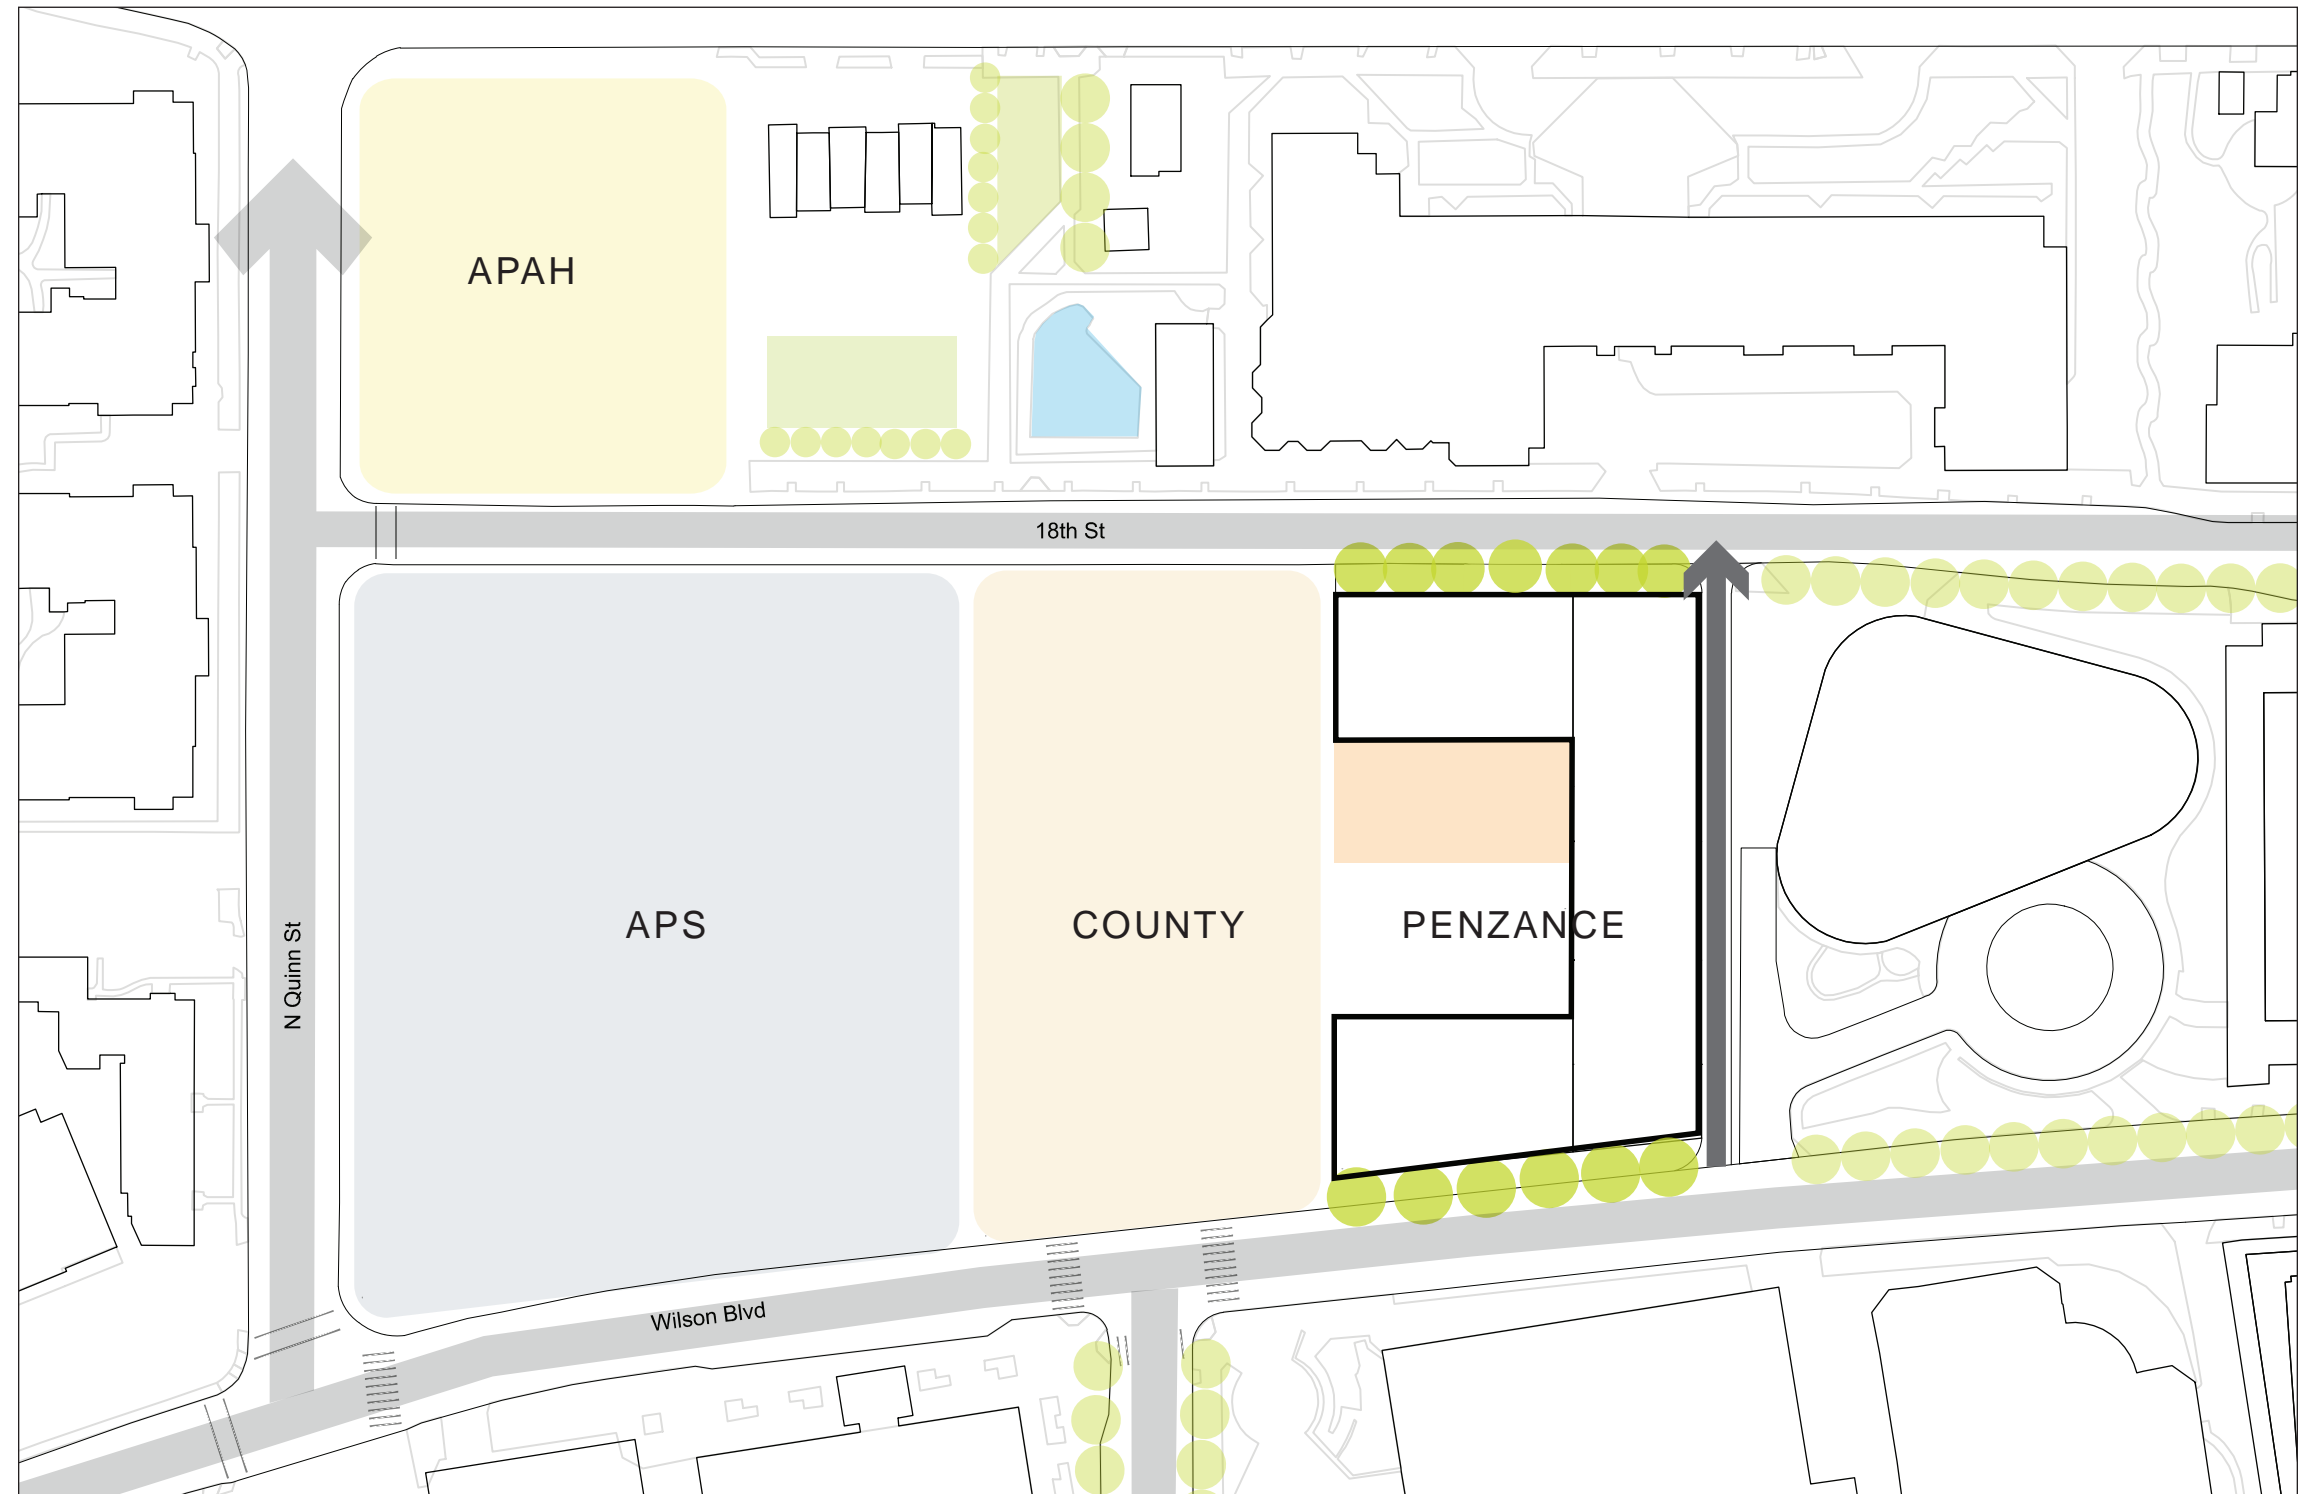 APAH
18th St
APS
COUNTY
PENZANCE
N Quinn St
Wilson Blvd